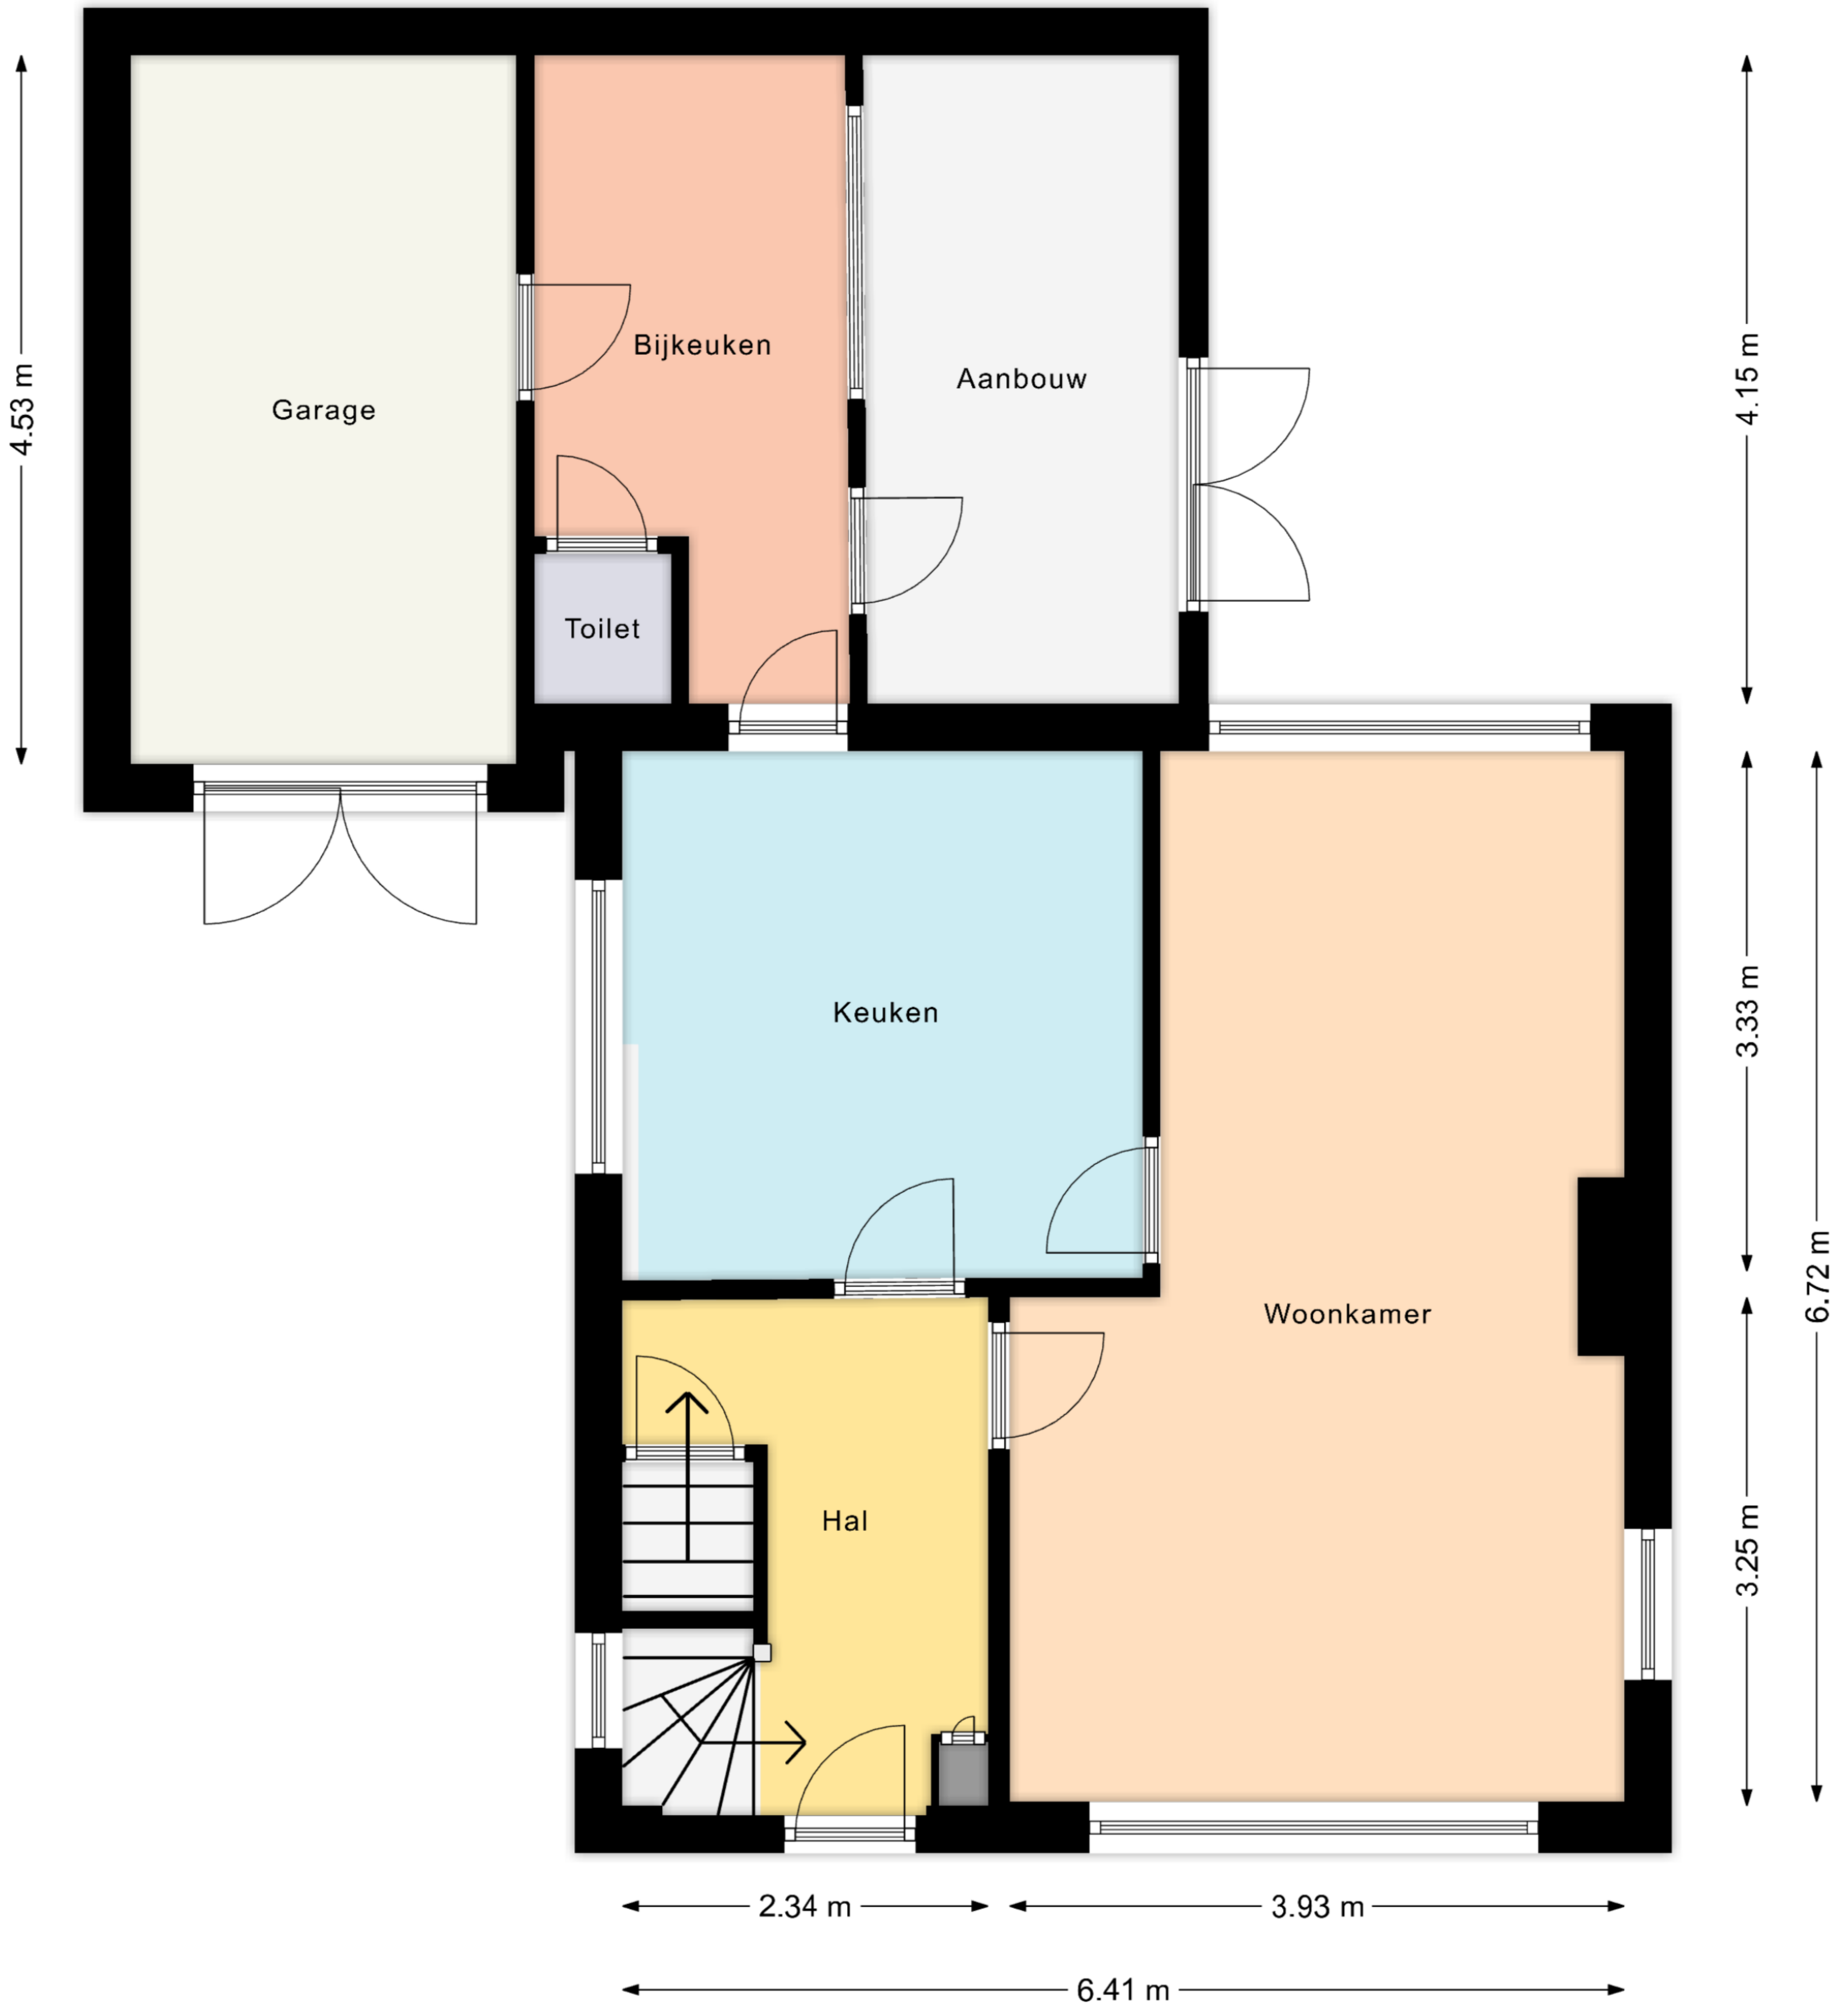 4.53 m
Garage
Bijkeuken
Aanbouw
4.15 m
Toilet
Keuken
3.33 m
Woonkamer
6.72 m
Hal
3.25 m
2.34 m
3.93 m
6.41 m